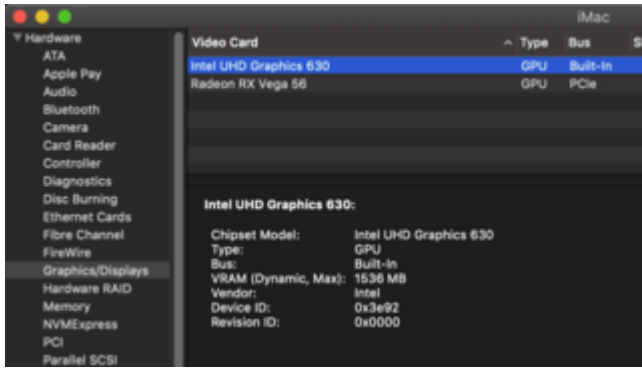 iMac
Hardware
ATA
Apple Pay
Audio
Bluetooth
Camera
Card Reader
Controller
Diagnostics
Disc Burning
Ethernet Cards
Fibre Channel
FireWire
Graphics/Displays
Hardware RAID
Memory
NVMExpress
PCI
Parallel SCSI
Video Card Type Bus
Intel UHD Graphics 630 GPU Built-In
Radeon RX Vega 56 GPU PCIe
Intel UHD Graphics 630:
Chipset Model: Intel UHD Graphics 630
Type: GPU
Bus: Built-In
VRAM (Dynamic, Max): 1536 MB
Vendor: Intel
Device ID: 0x3e92
Revision ID: 0x0000